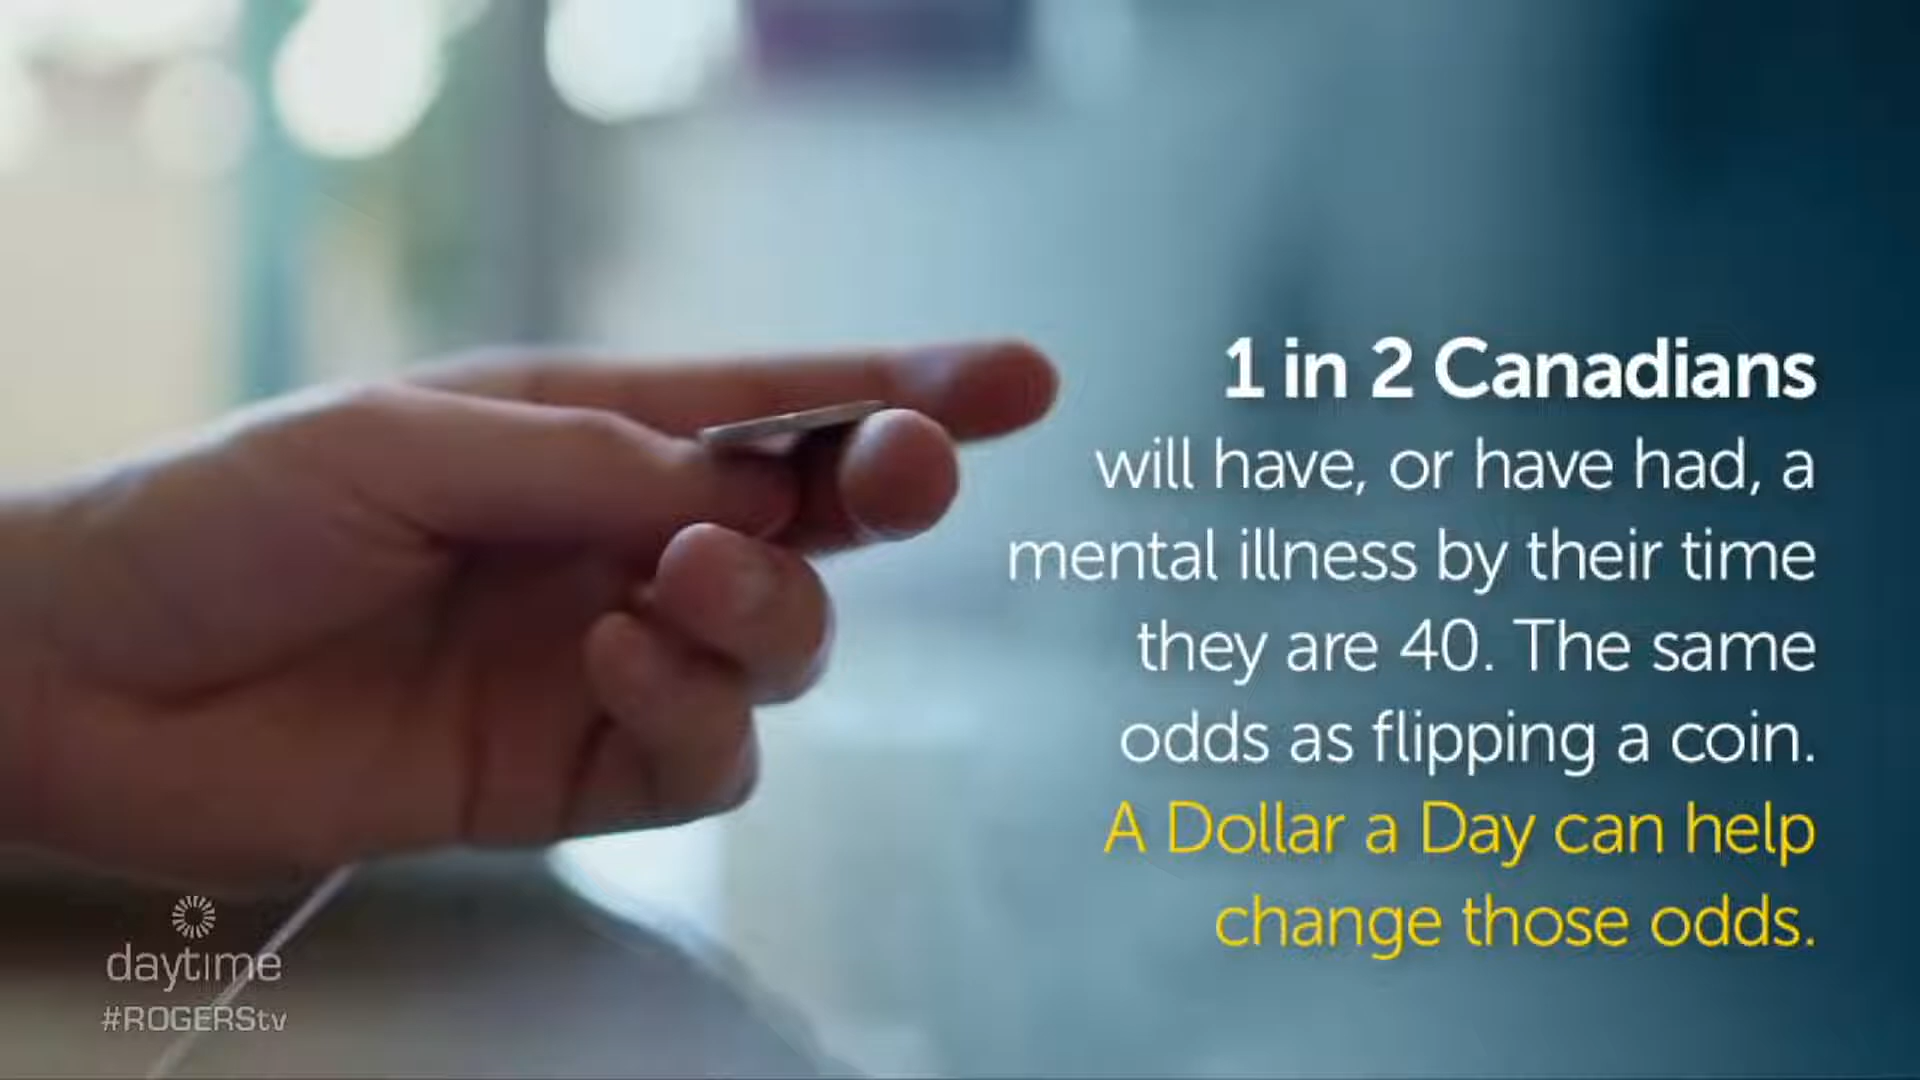 1 in 2 Canadians
will have, or have had, a
mental illness by their time
they are 40. The same
odds as flipping a coin.
A Dollar a Day can help
change those odds.
daytime
#ROGERStv